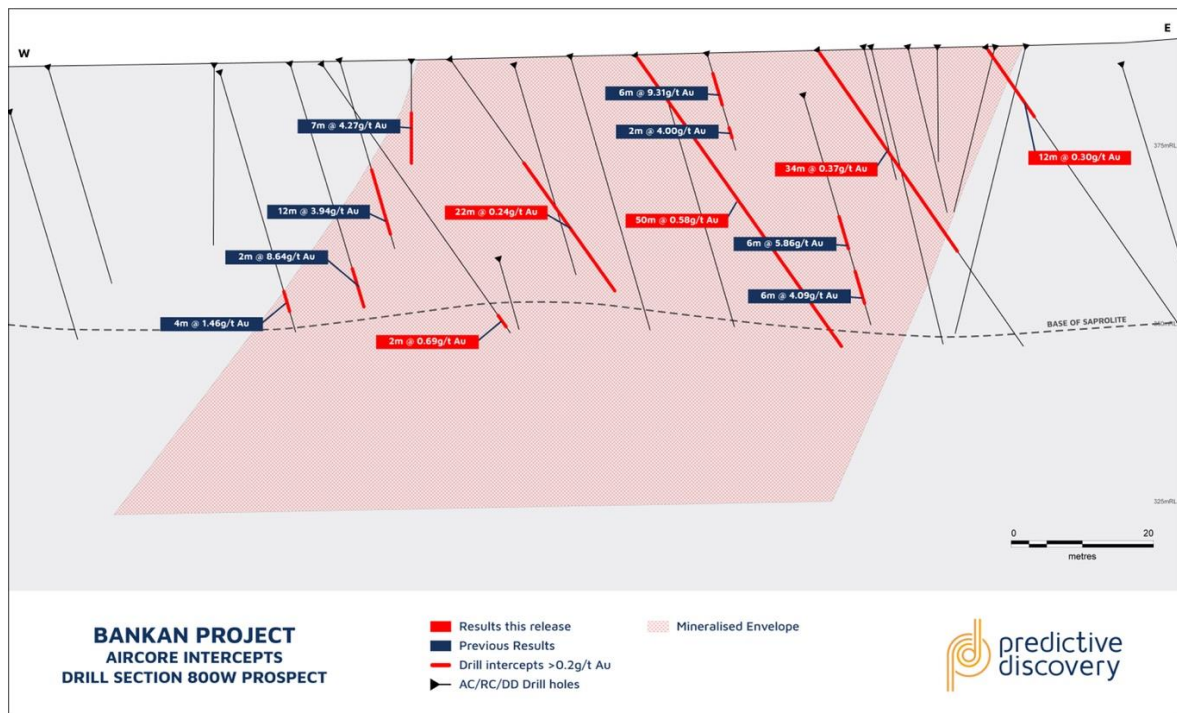 W
E
6m @ 9.31g/t Au
7m @ 4.27g/t Au
2m @ 4.00g/t Au
375mRL
12m @ 0.30g/t Au
34m @ 0.37g/t Au
12m @ 3.94g/t Au
22m @ 0.24g/t Au
50m @ 0.58g/t Au
6m @ 5.86g/t Au
2m @ 8.64g/t Au
6m @ 4.09g/t Au
4m @ 1.46g/t Au
BASE OF SAPROLITE
2m @ 0.69g/t Au
325mRL
0 20
metres
BANKAN PROJECT
AIRCORE INTERCEPTS
DRILL SECTION 800W PROSPECT
Results this release
Previous Results
Drill intercepts >0.2g/t Au
AC/RC/DD Drill holes
Mineralised Envelope
predictive
discovery